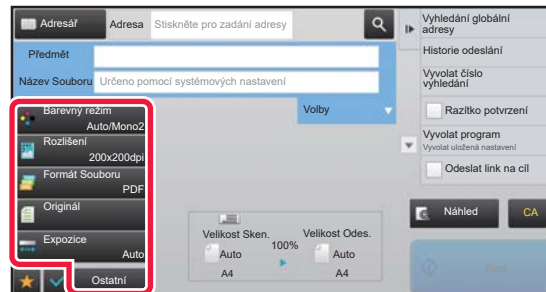 Adresář
Adresa
Stiskněte pro zadání adresy
Předmět
Název Souboru
Určeno pomocí systémových nastavení
Barevný režim
Auto/Mono2
Rozlišení
200x200dpi
Formát Souboru
PDF
Originál
Expozice
Auto
Ostatní
Volby
Velikost Sken.
Auto
A4
100%
Velikost Odes.
Auto
A4
Vyhledání globální
adresy
Historie odeslání
Vyvolat číslo
vyhledání
Razítko potvrzení
Vyvolat program
Vyvolat uložená nastavení
Odeslat link na cíl
Náhled
CA
Start